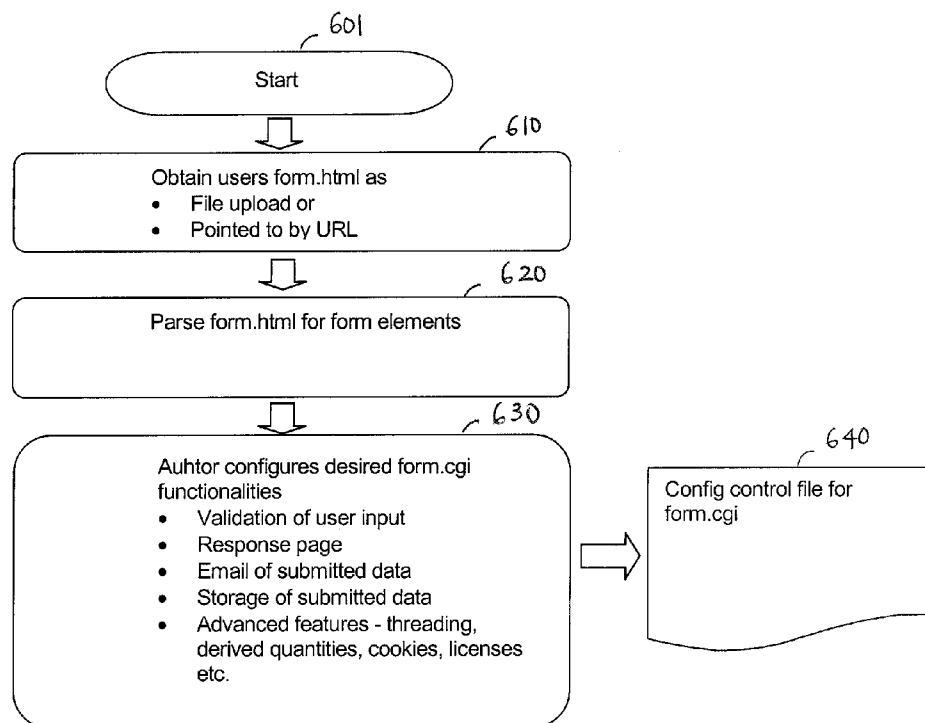 601
Start
610
Obtain users form.html as
• File upload or
• Pointed to by URL
620
Parse form.html for form elements
630
Auhtor configures desired form.cgi
functionalities
• Validation of user input
• Response page
• Email of submitted data
• Storage of submitted data
• Advanced features - threading,
derived quantities, cookies, licenses
etc.
640
Config control file for
form.cgi